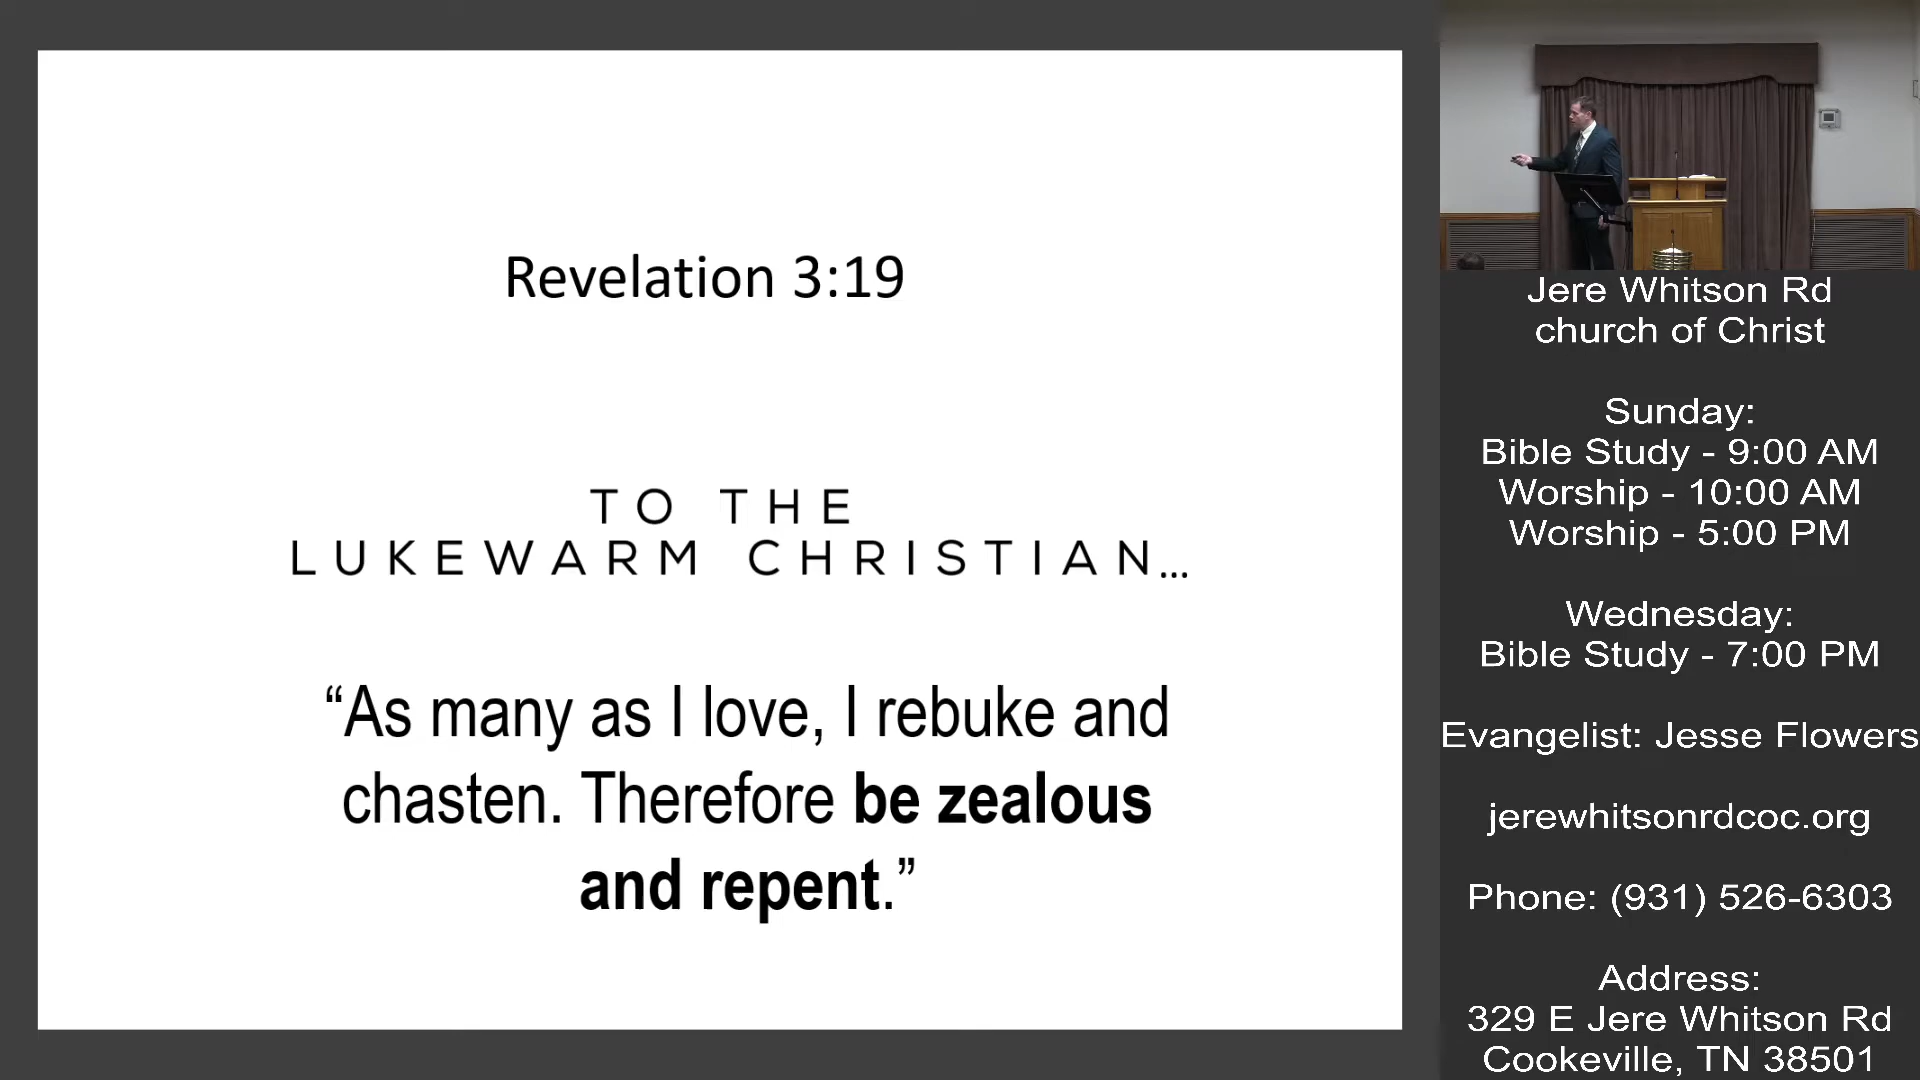 Revelation 3:19
TO THE
LUKEWARM CHRISTIAN...
“As many as I love, I rebuke and
chasten. Therefore be zealous
and repent.”
Jere Whitson Rd
church of Christ
Sunday:
Bible Study - 9:00 AM
Worship - 10:00 AM
Worship - 5:00 PM
Wednesday:
Bible Study - 7:00 PM
Evangelist: Jesse Flowers
jerewhitsonrdcoc.org
Phone: (931) 526-6303
Address:
329 E Jere Whitson Rd
Cookeville, TN 38501